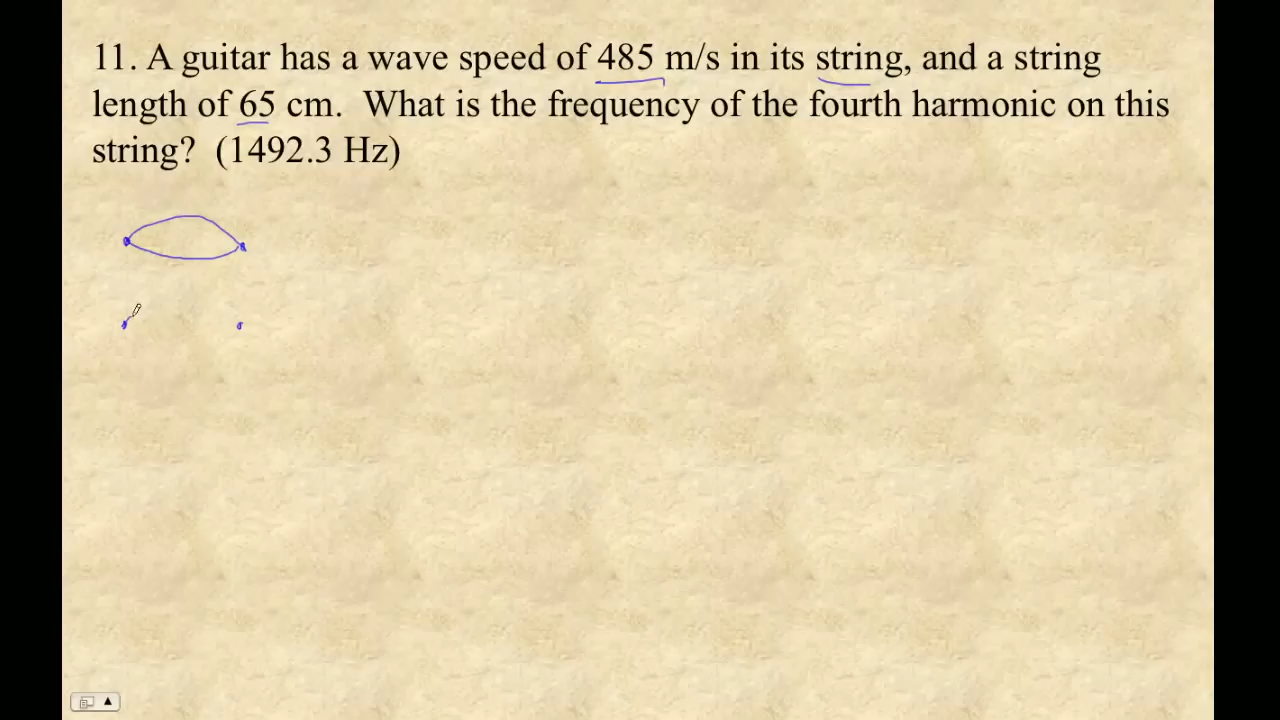 11. A guitar has a wave speed of 485 m/s in its string, and a string
length of 65 cm.  What is the frequency of the fourth harmonic on this
string?  (1492.3 Hz)